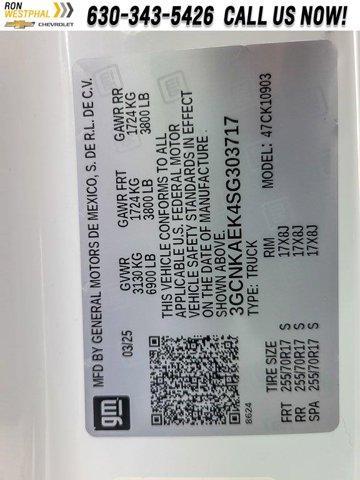 RON
WESTPHAL
CHEVROLET
630-343-5426 CALL US NOW!
MFD BY GENERAL MOTORS DE MEXICO, S. DE R.L. DE C.V.
03/25 GVWR GAWR FRT GAWR RR
3130 KG 1724 KG 1724 KG
6900 LB 3800 LB 3800 LB
THIS VEHICLE CONFORMS TO ALL
APPLICABLE U.S. FEDERAL MOTOR
VEHICLE SAFETY STANDARDS IN EFFECT
ON THE DATE OF MANUFACTURE
SHOWN ABOVE.
3GCNKAEK4SG303717
TYPE: TRUCK MODEL: 47CK10903
gm
8624
TIRE SIZE RIM
FRT 255/70R17 S 17X8J
RR 255/70R17 S 17X8J
SPA 255/70R17 S 17X8J